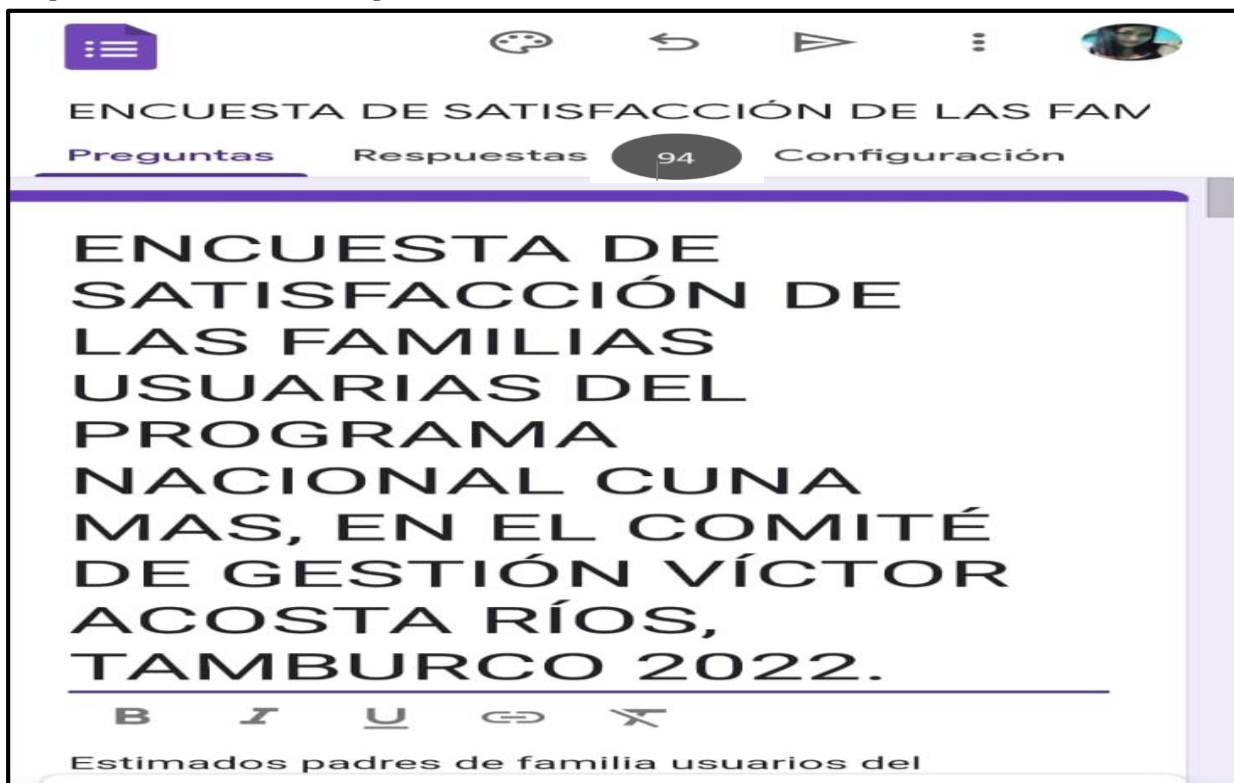 ENCUESTA DE SATISFACCIÓN DE LAS FAM
Preguntas Respuestas 94 Configuración
ENCUESTA DE
SATISFACCIÓN DE
LAS FAMILIAS
USUARIAS DEL
PROGRAMA
NACIONAL CUNA
MAS, EN EL COMITÉ
DE GESTIÓN VÍCTOR
ACOSTA RÍOS,
TAMBURCO 2022.
B I U
Estimados padres de familia usuarios del